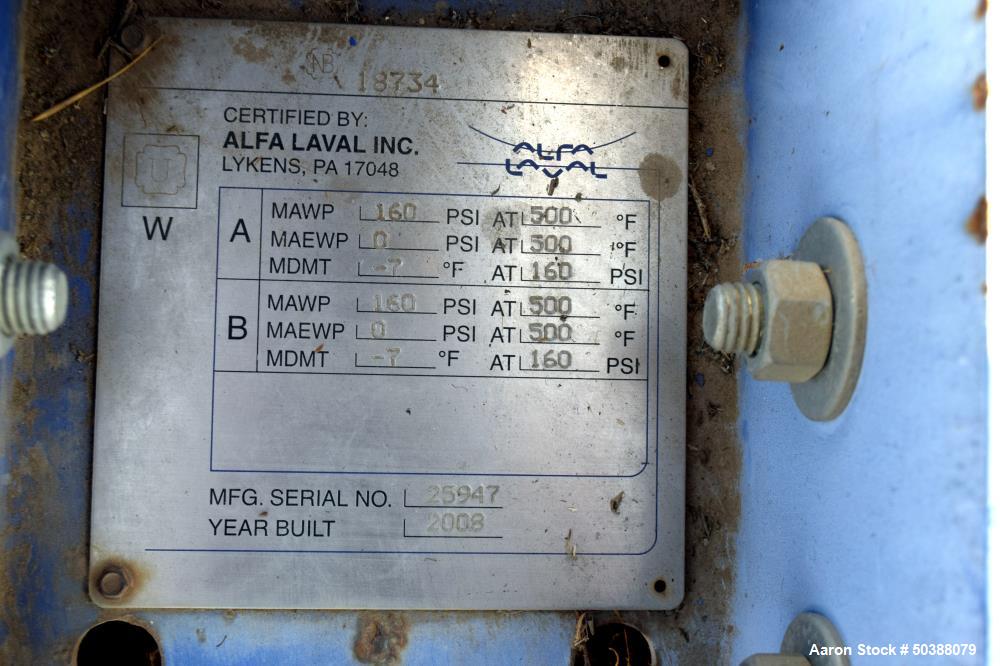 NB 18734
CERTIFIED BY:
ALFA LAVAL INC.
LYKENS, PA 17048
ALFA
LAVAL
U
W
A
MAWP 160 PSI AT 500 °F
MAEWP 0 PSI AT 500 °F
MDMT -7 °F AT 160 PSI
B
MAWP 160 PSI AT 500 °F
MAEWP 0 PSI AT 500 °F
MDMT -7 °F AT 160 PSI
MFG. SERIAL NO. 25947
YEAR BUILT 2008
Aaron Stock # 50388079